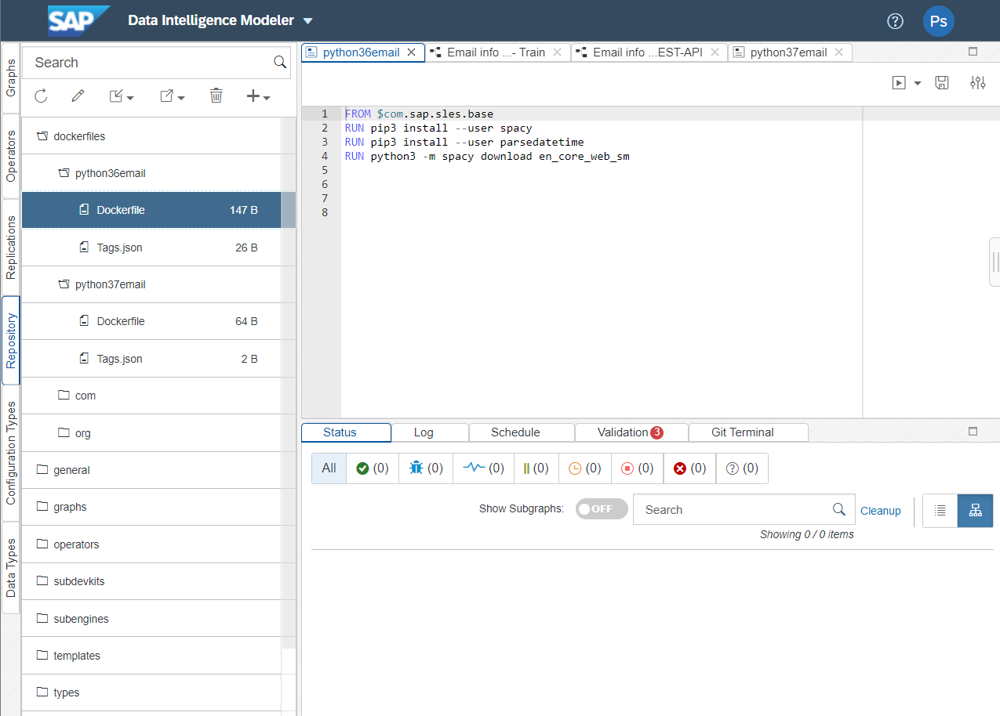 SAP Data Intelligence Modeler
Ps
Graphs
Operators
Replications
Repository
Configuration Types
Data Types
Search
dockerfiles
python36email
Dockerfile 147 B
Tags.json 26 B
python37email
Dockerfile 64 B
Tags.json 2 B
com
org
general
graphs
operators
subdevkits
subengines
templates
types
python36email Email info ...- Train Email info ...EST-API python37email
1 FROM $com.sap.sles.base
2 RUN pip3 install --user spacy
3 RUN pip3 install --user parsedatetime
4 RUN python3 -m spacy download en_core_web_sm
5
6
7
8
Status Log Schedule Validation 3 Git Terminal
All (0) (0) (0) (0) (0) (0) (0) (0)
Show Subgraphs: OFF Search Cleanup
Showing 0 / 0 items